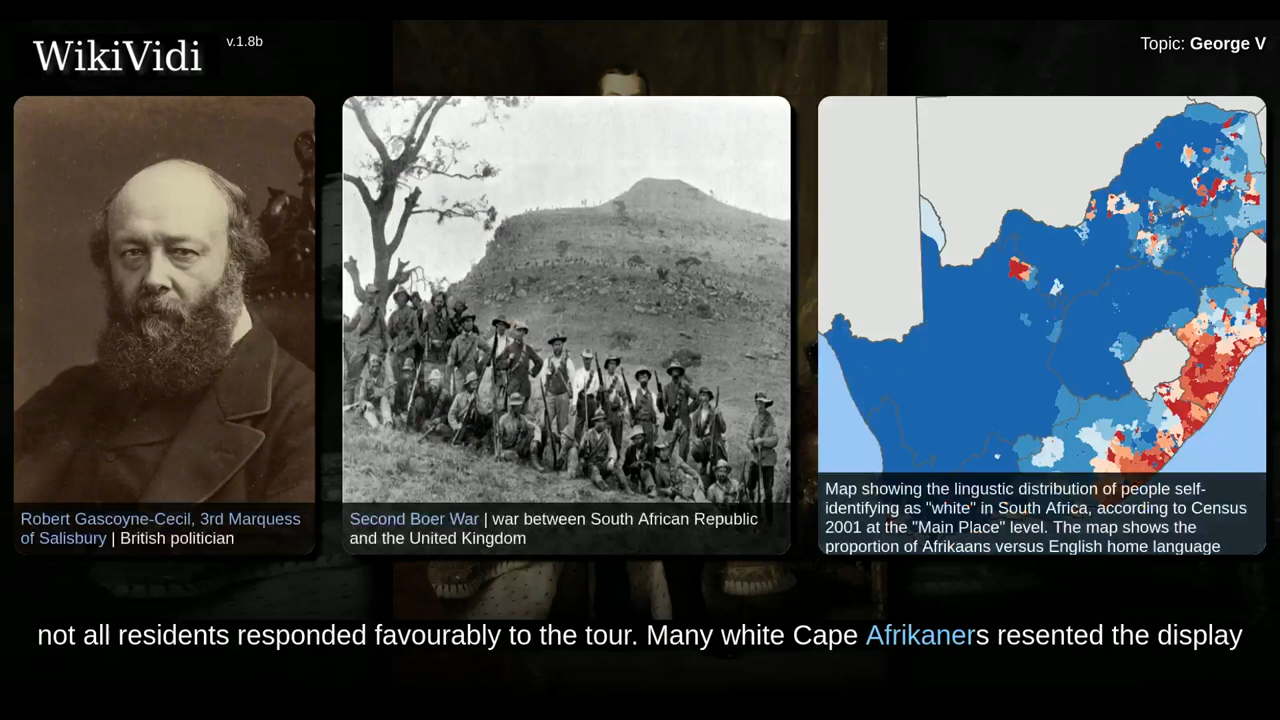 WikiVidi
v.1.8b
Topic: George V
Robert Gascoyne-Cecil, 3rd Marquess
of Salisbury | British politician
Second Boer War | war between South African Republic
and the United Kingdom
Map showing the lingustic distribution of people self-
identifying as "white" in South Africa, according to Census
2001 at the "Main Place" level. The map shows the
proportion of Afrikaans versus English home language
not all residents responded favourably to the tour. Many white Cape Afrikaners resented the display